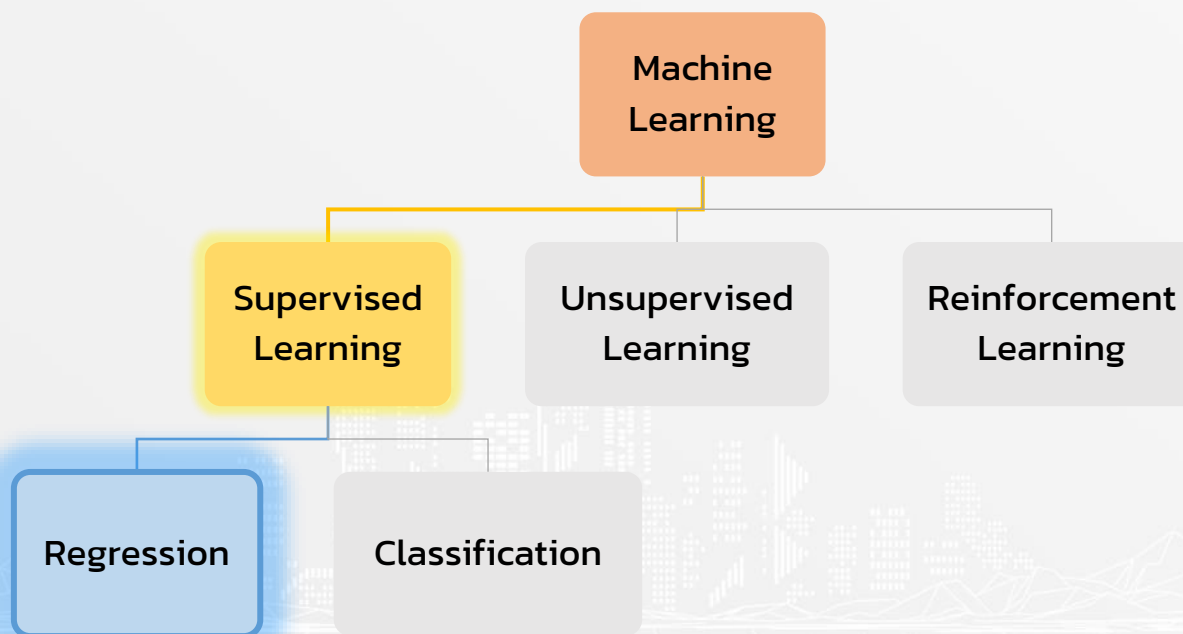 Machine
Learning
Supervised
Learning
Unsupervised
Learning
Reinforcement
Learning
Regression
Classification